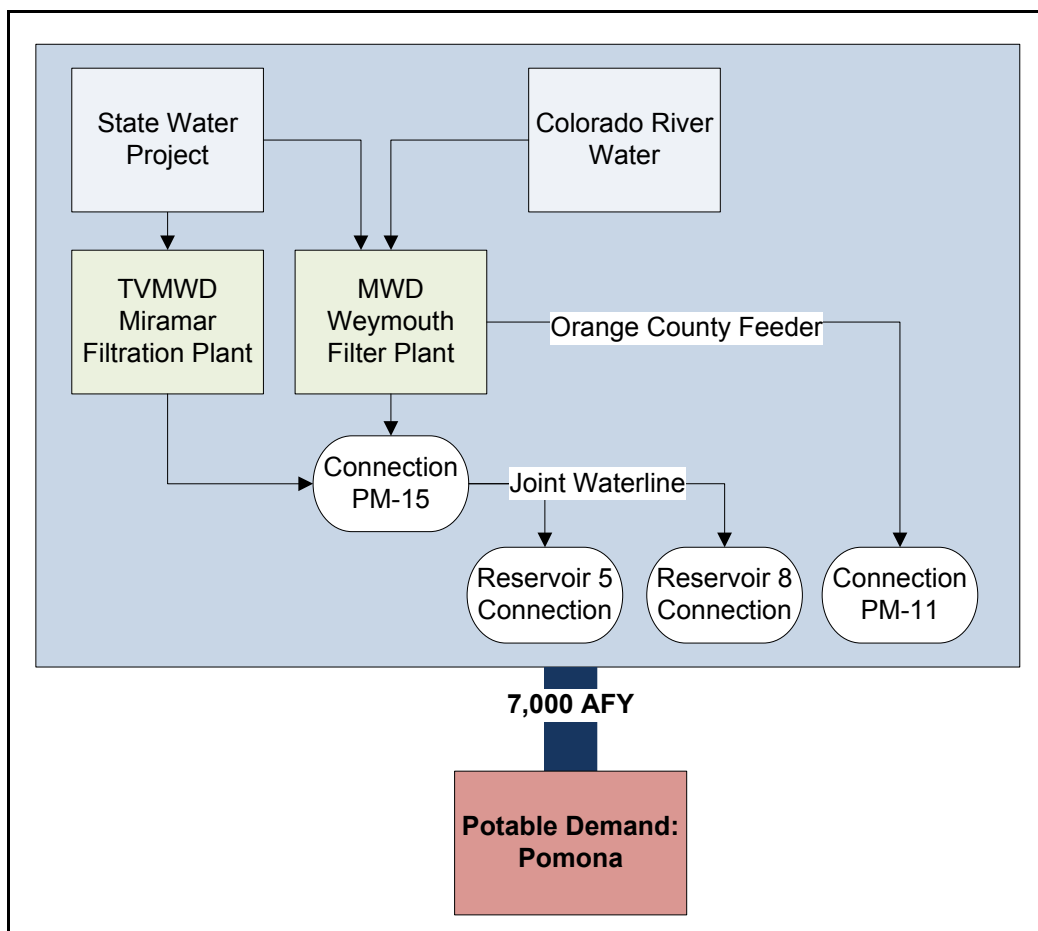 State Water
Project
Colorado River
Water
TVMWD
Miramar
Filtration Plant
MWD
Weymouth
Filter Plant
Orange County Feeder
Connection
PM-15
Joint Waterline
Reservoir 5
Connection
Reservoir 8
Connection
Connection
PM-11
7,000 AFY
Potable Demand:
Pomona